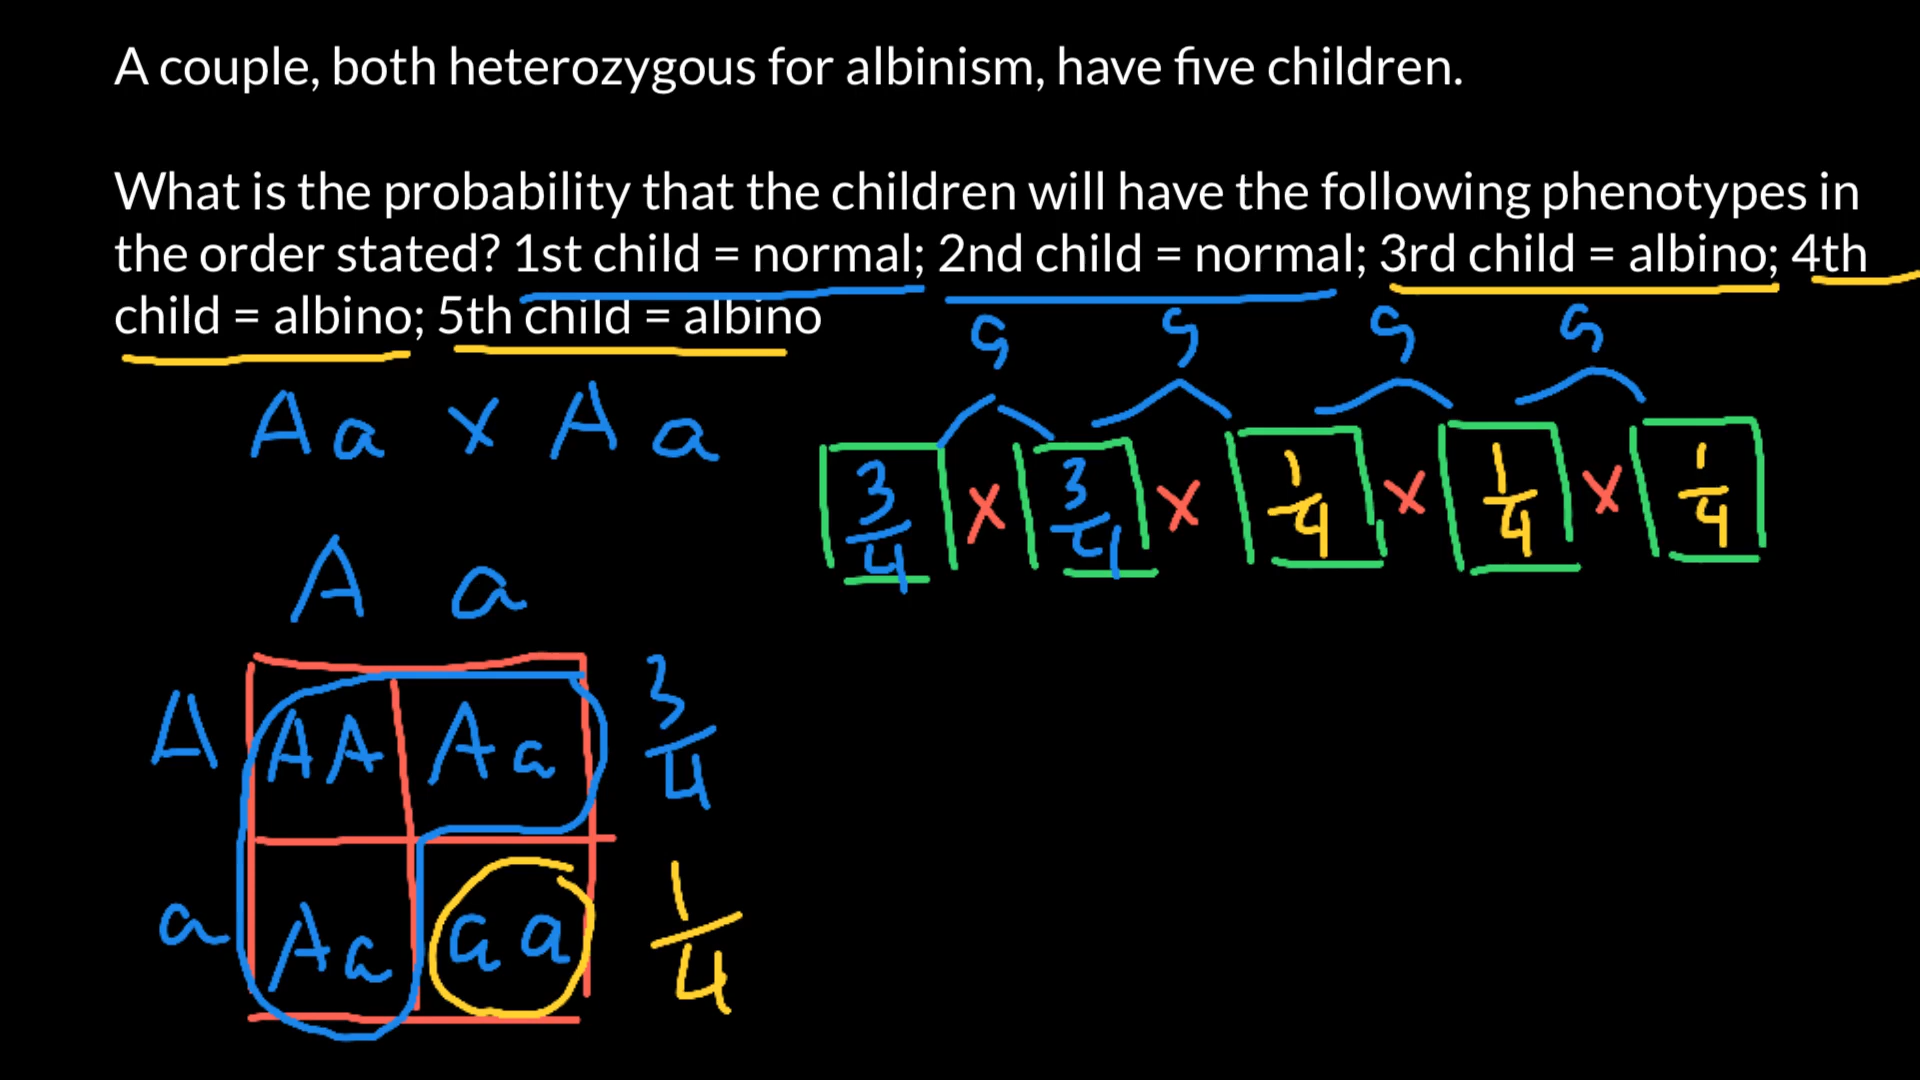 A couple, both heterozygous for albinism, have five children.
What is the probability that the children will have the following phenotypes in
the order stated? 1st child = normal; 2nd child = normal; 3rd child = albino; 4th
child = albino; 5th child = albino
Aa x Aa
3/4 x 3/4 x 1/4 x 1/4 x 1/4
A a
A AA Aa 3/4
a Aa aa 1/4